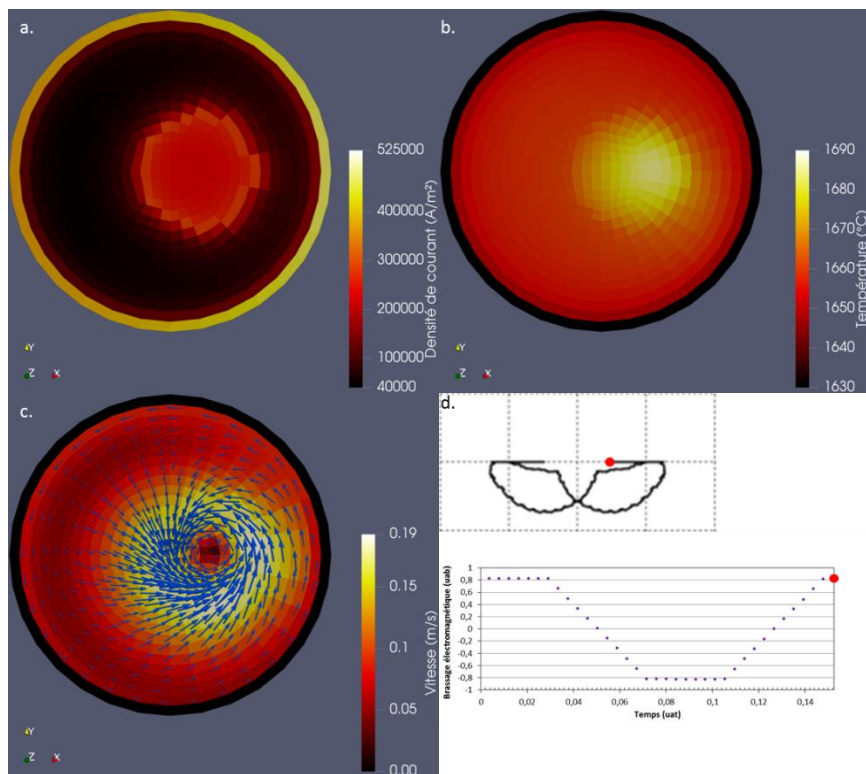 a.
525000
400000
300000
200000
100000
40000
Densité de courant (A/m²)
Y
Z
X
b.
1690
1680
1670
1660
1650
1640
1630
Température (°C)
Y
Z
X
c.
0.19
0.15
0.1
0.05
0.00
Vitesse (m/s)
Y
Z
X
d.
Brassage électromagnétique (uab)
1
0,8
0,6
0,4
0,2
0
-0,2
-0,4
-0,6
-0,8
-1
0
0,02
0,04
0,06
0,08
0,1
0,12
0,14
Temps (uat)